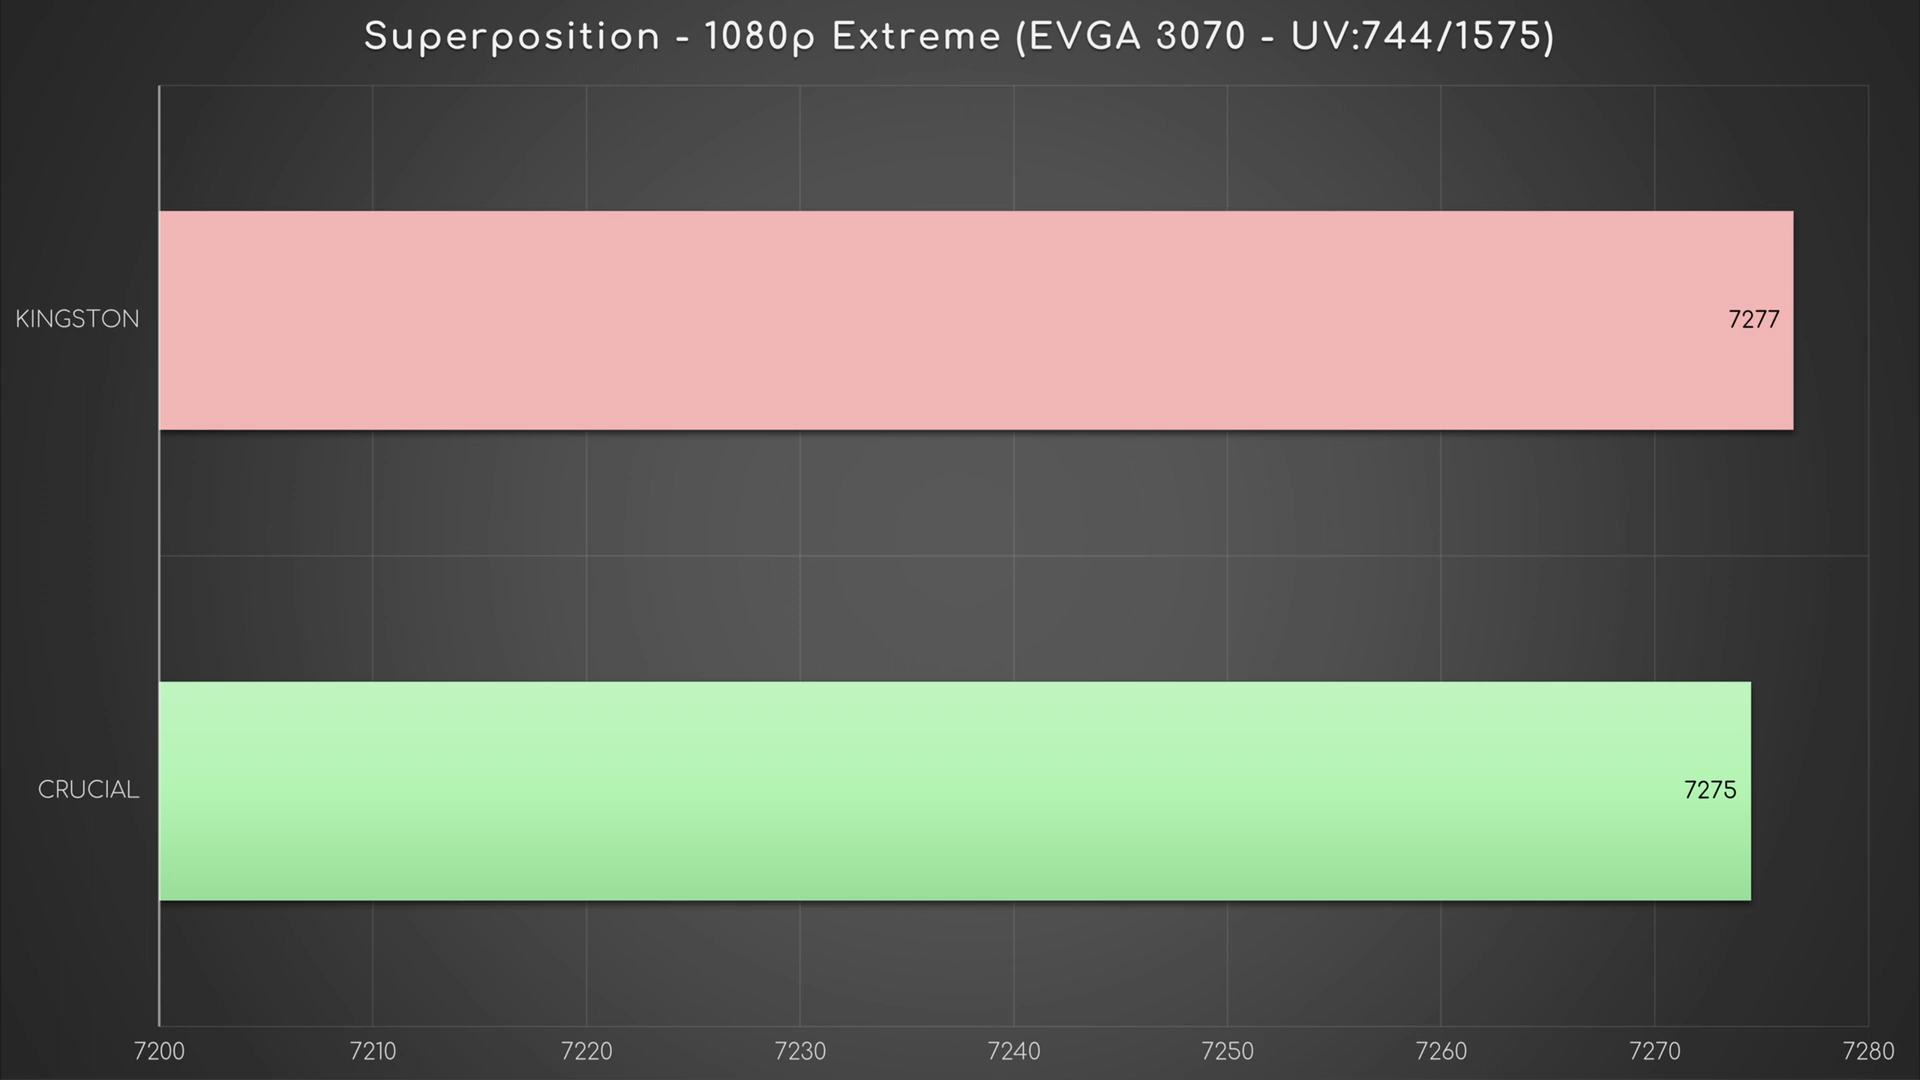 Superposition - 1080p Extreme (EVGA 3070 - UV:744/1575)
KINGSTON
7277
CRUCIAL
7275
7200 7210 7220 7230 7240 7250 7260 7270 7280